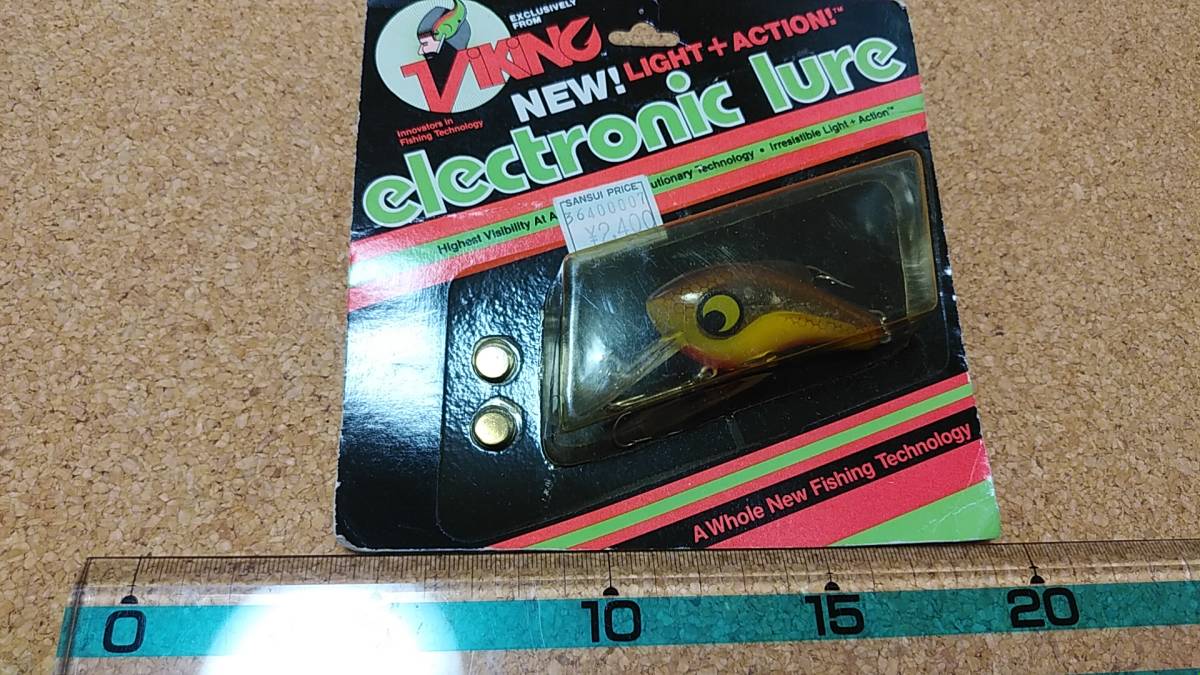 EXCLUSIVELY
FROM
ViKiNG
Innovators in
Fishing Technology
NEW! LIGHT + ACTION!™
electronic lure
Highest Visibility At A
utionary Technology • Irresistible Light + Action™
SANSUI PRICE
36400007
¥2,400
A Whole New Fishing Technology
0 10 15 20